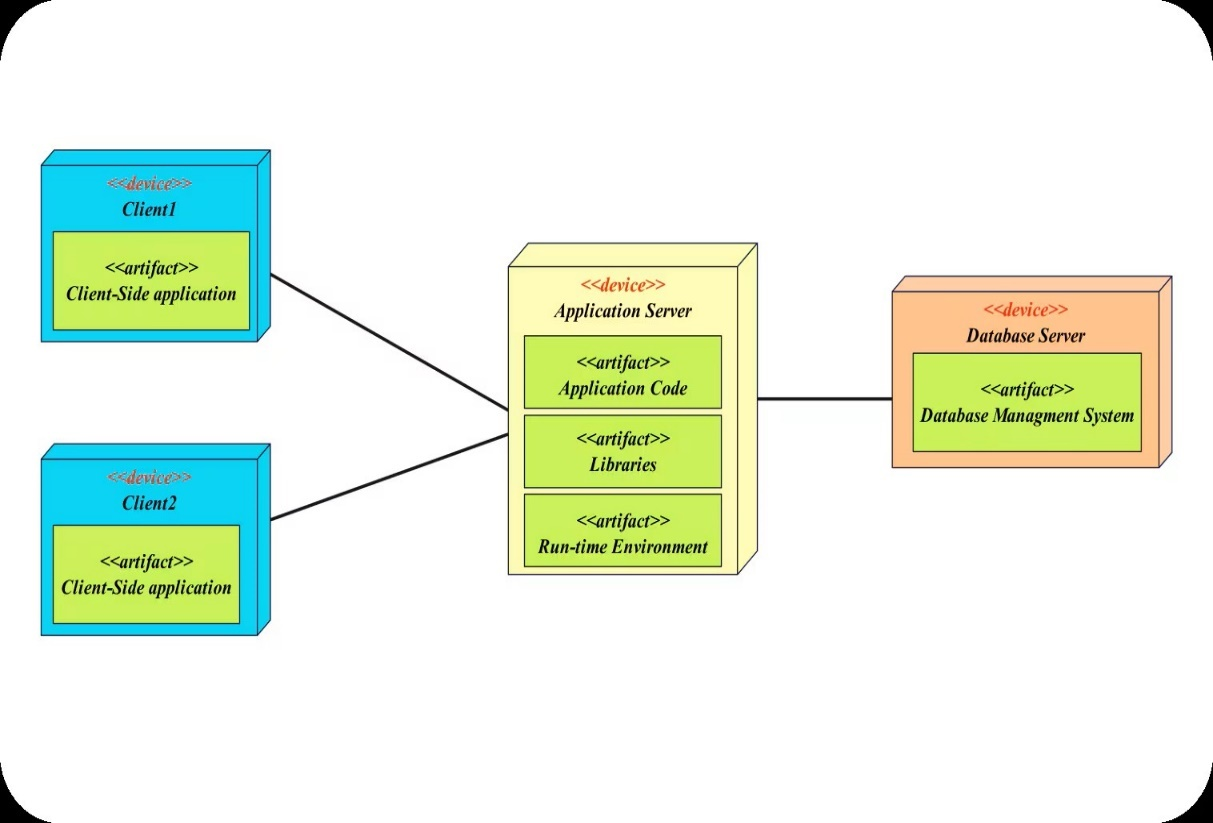 <<device>>
Client1
<<artifact>>
Client-Side application
<<device>>
Client2
<<artifact>>
Client-Side application
<<device>>
Application Server
<<artifact>>
Application Code
<<artifact>>
Libraries
<<artifact>>
Run-time Environment
<<device>>
Database Server
<<artifact>>
Database Managment System